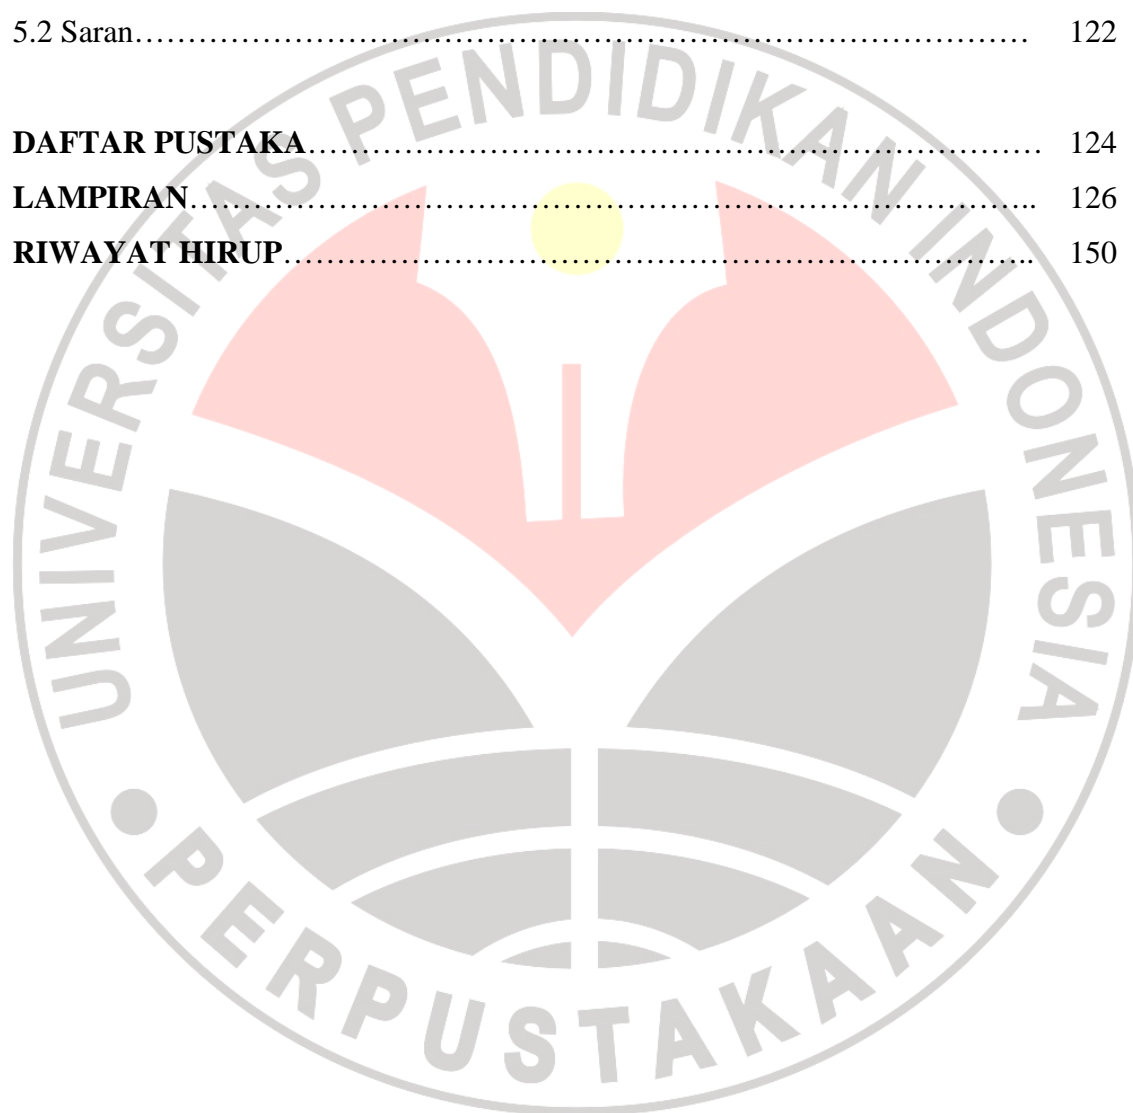 5.2 Saran…………………………………………………………………………… 122
DAFTAR PUSTAKA……………………………………………………………… 124
LAMPIRAN……………………………………………………………………….. 126
RIWAYAT HIRUP……………………………………………………………….. 150
UNIVERSITAS PENDIDIKAN INDONESIA
PERPUSTAKAAN